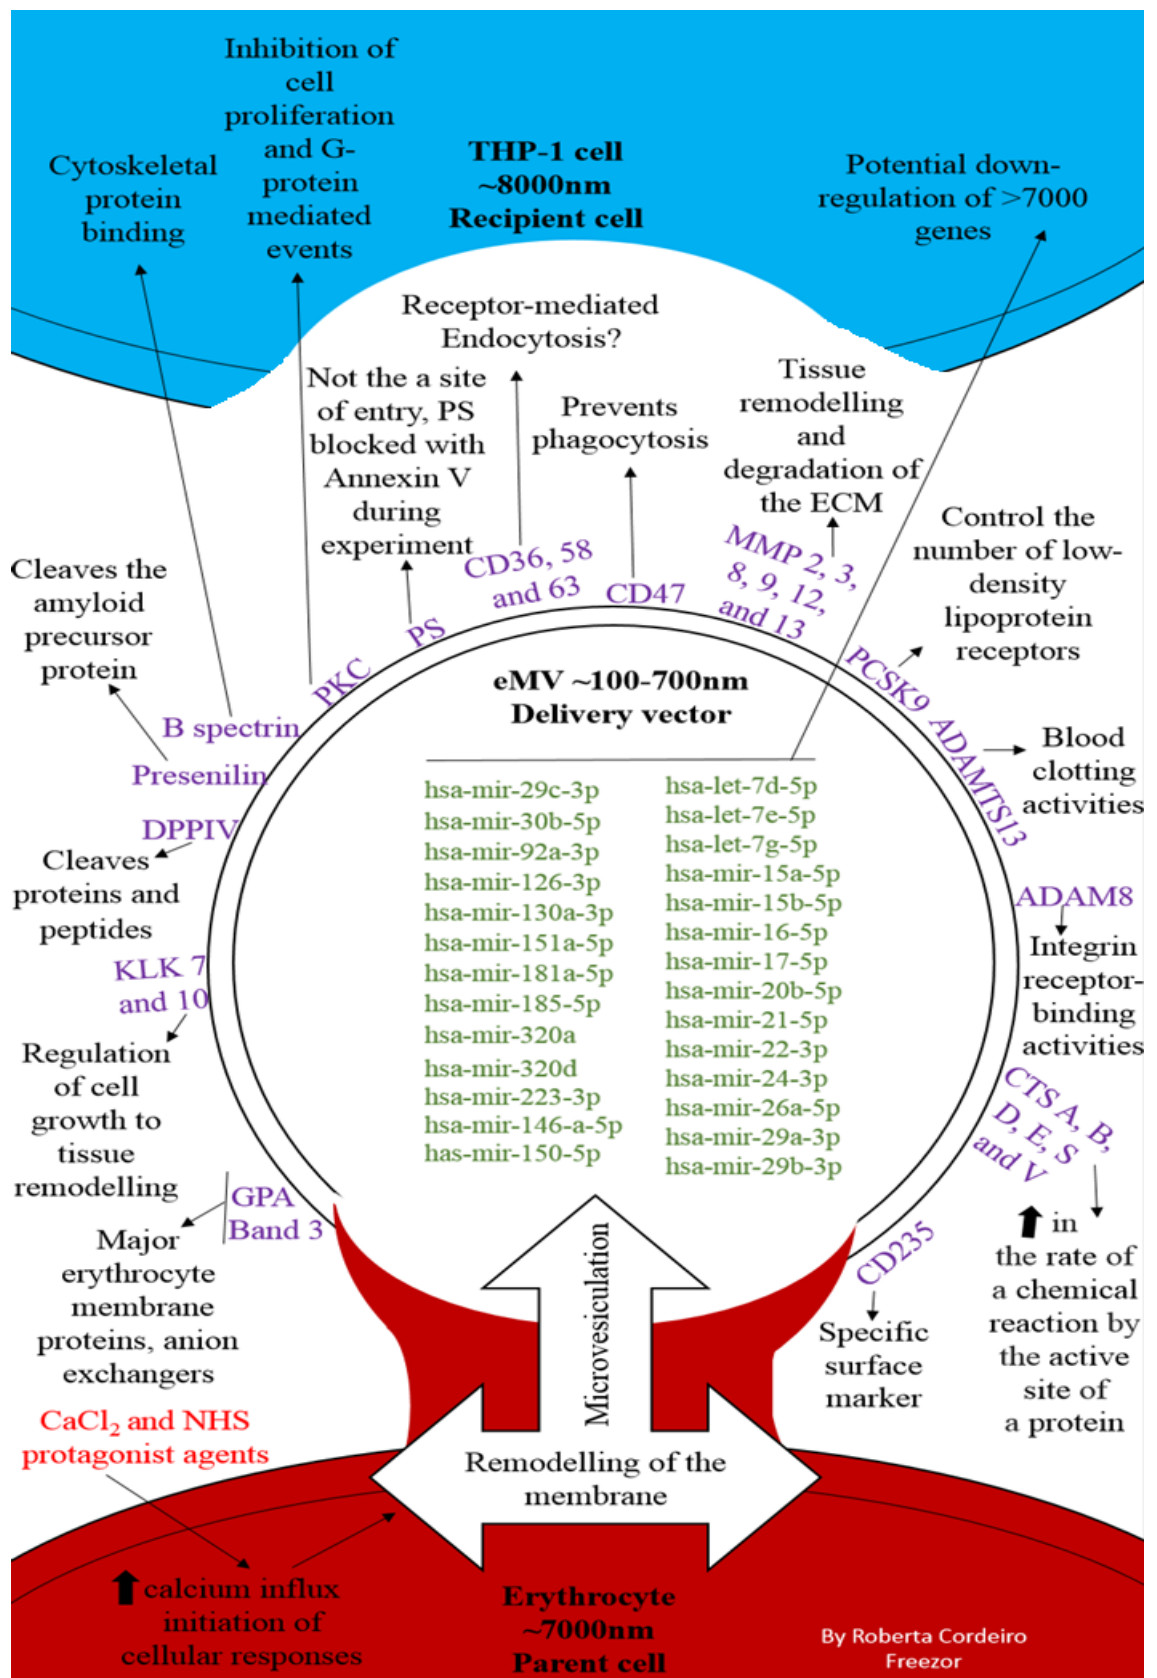 Inhibition of
cell
proliferation
and G-
protein
mediated
events
Cytoskeletal
protein
binding
THP-1 cell
~8000nm
Recipient cell
Potential down-
regulation of >7000
genes
Receptor-mediated
Endocytosis?
Not the a site
of entry, PS
blocked with
Annexin V
during
experiment
Prevents
phagocytosis
Tissue
remodelling
and
degradation of
the ECM
Control the
number of low-
density
lipoprotein
receptors
Cleaves the
amyloid
precursor
protein
CD36, 58
and 63
CD47
MMP 2, 3,
8, 9, 12,
and 13
PS
PKC
PCSK9
ADAMTS13
B spectrin
Presenilin
DPPIV
Cleaves
proteins and
peptides
KLK 7
and 10
Regulation
of cell
growth to
tissue
remodelling
GPA
Band 3
Major
erythrocyte
membrane
proteins, anion
exchangers
eMV ~100-700nm
Delivery vector
hsa-mir-29c-3p
hsa-mir-30b-5p
hsa-mir-92a-3p
hsa-mir-126-3p
hsa-mir-130a-3p
hsa-mir-151a-5p
hsa-mir-181a-5p
hsa-mir-185-5p
hsa-mir-320a
hsa-mir-320d
hsa-mir-223-3p
hsa-mir-146-a-5p
has-mir-150-5p
hsa-let-7d-5p
hsa-let-7e-5p
hsa-let-7g-5p
hsa-mir-15a-5p
hsa-mir-15b-5p
hsa-mir-16-5p
hsa-mir-17-5p
hsa-mir-20b-5p
hsa-mir-21-5p
hsa-mir-22-3p
hsa-mir-24-3p
hsa-mir-26a-5p
hsa-mir-29a-3p
hsa-mir-29b-3p
Blood
clotting
activities
ADAM8
Integrin
receptor-
binding
activities
CTS A, B,
D, E, S
and V
in
the rate of
a chemical
reaction by
the active
site of
a protein
CD235
Specific
surface
marker
Microvesiculation
Remodelling of the
membrane
CaCl₂ and NHS
protagonist agents
calcium influx
initiation of
cellular responses
Erythrocyte
~7000nm
Parent cell
By Roberta Cordeiro
Freezor